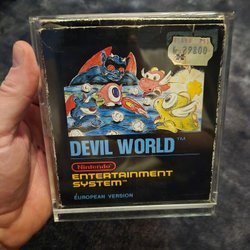 DEVIL WORLD
Nintendo
ENTERTAINMENT
SYSTEM™
EUROPEAN VERSION